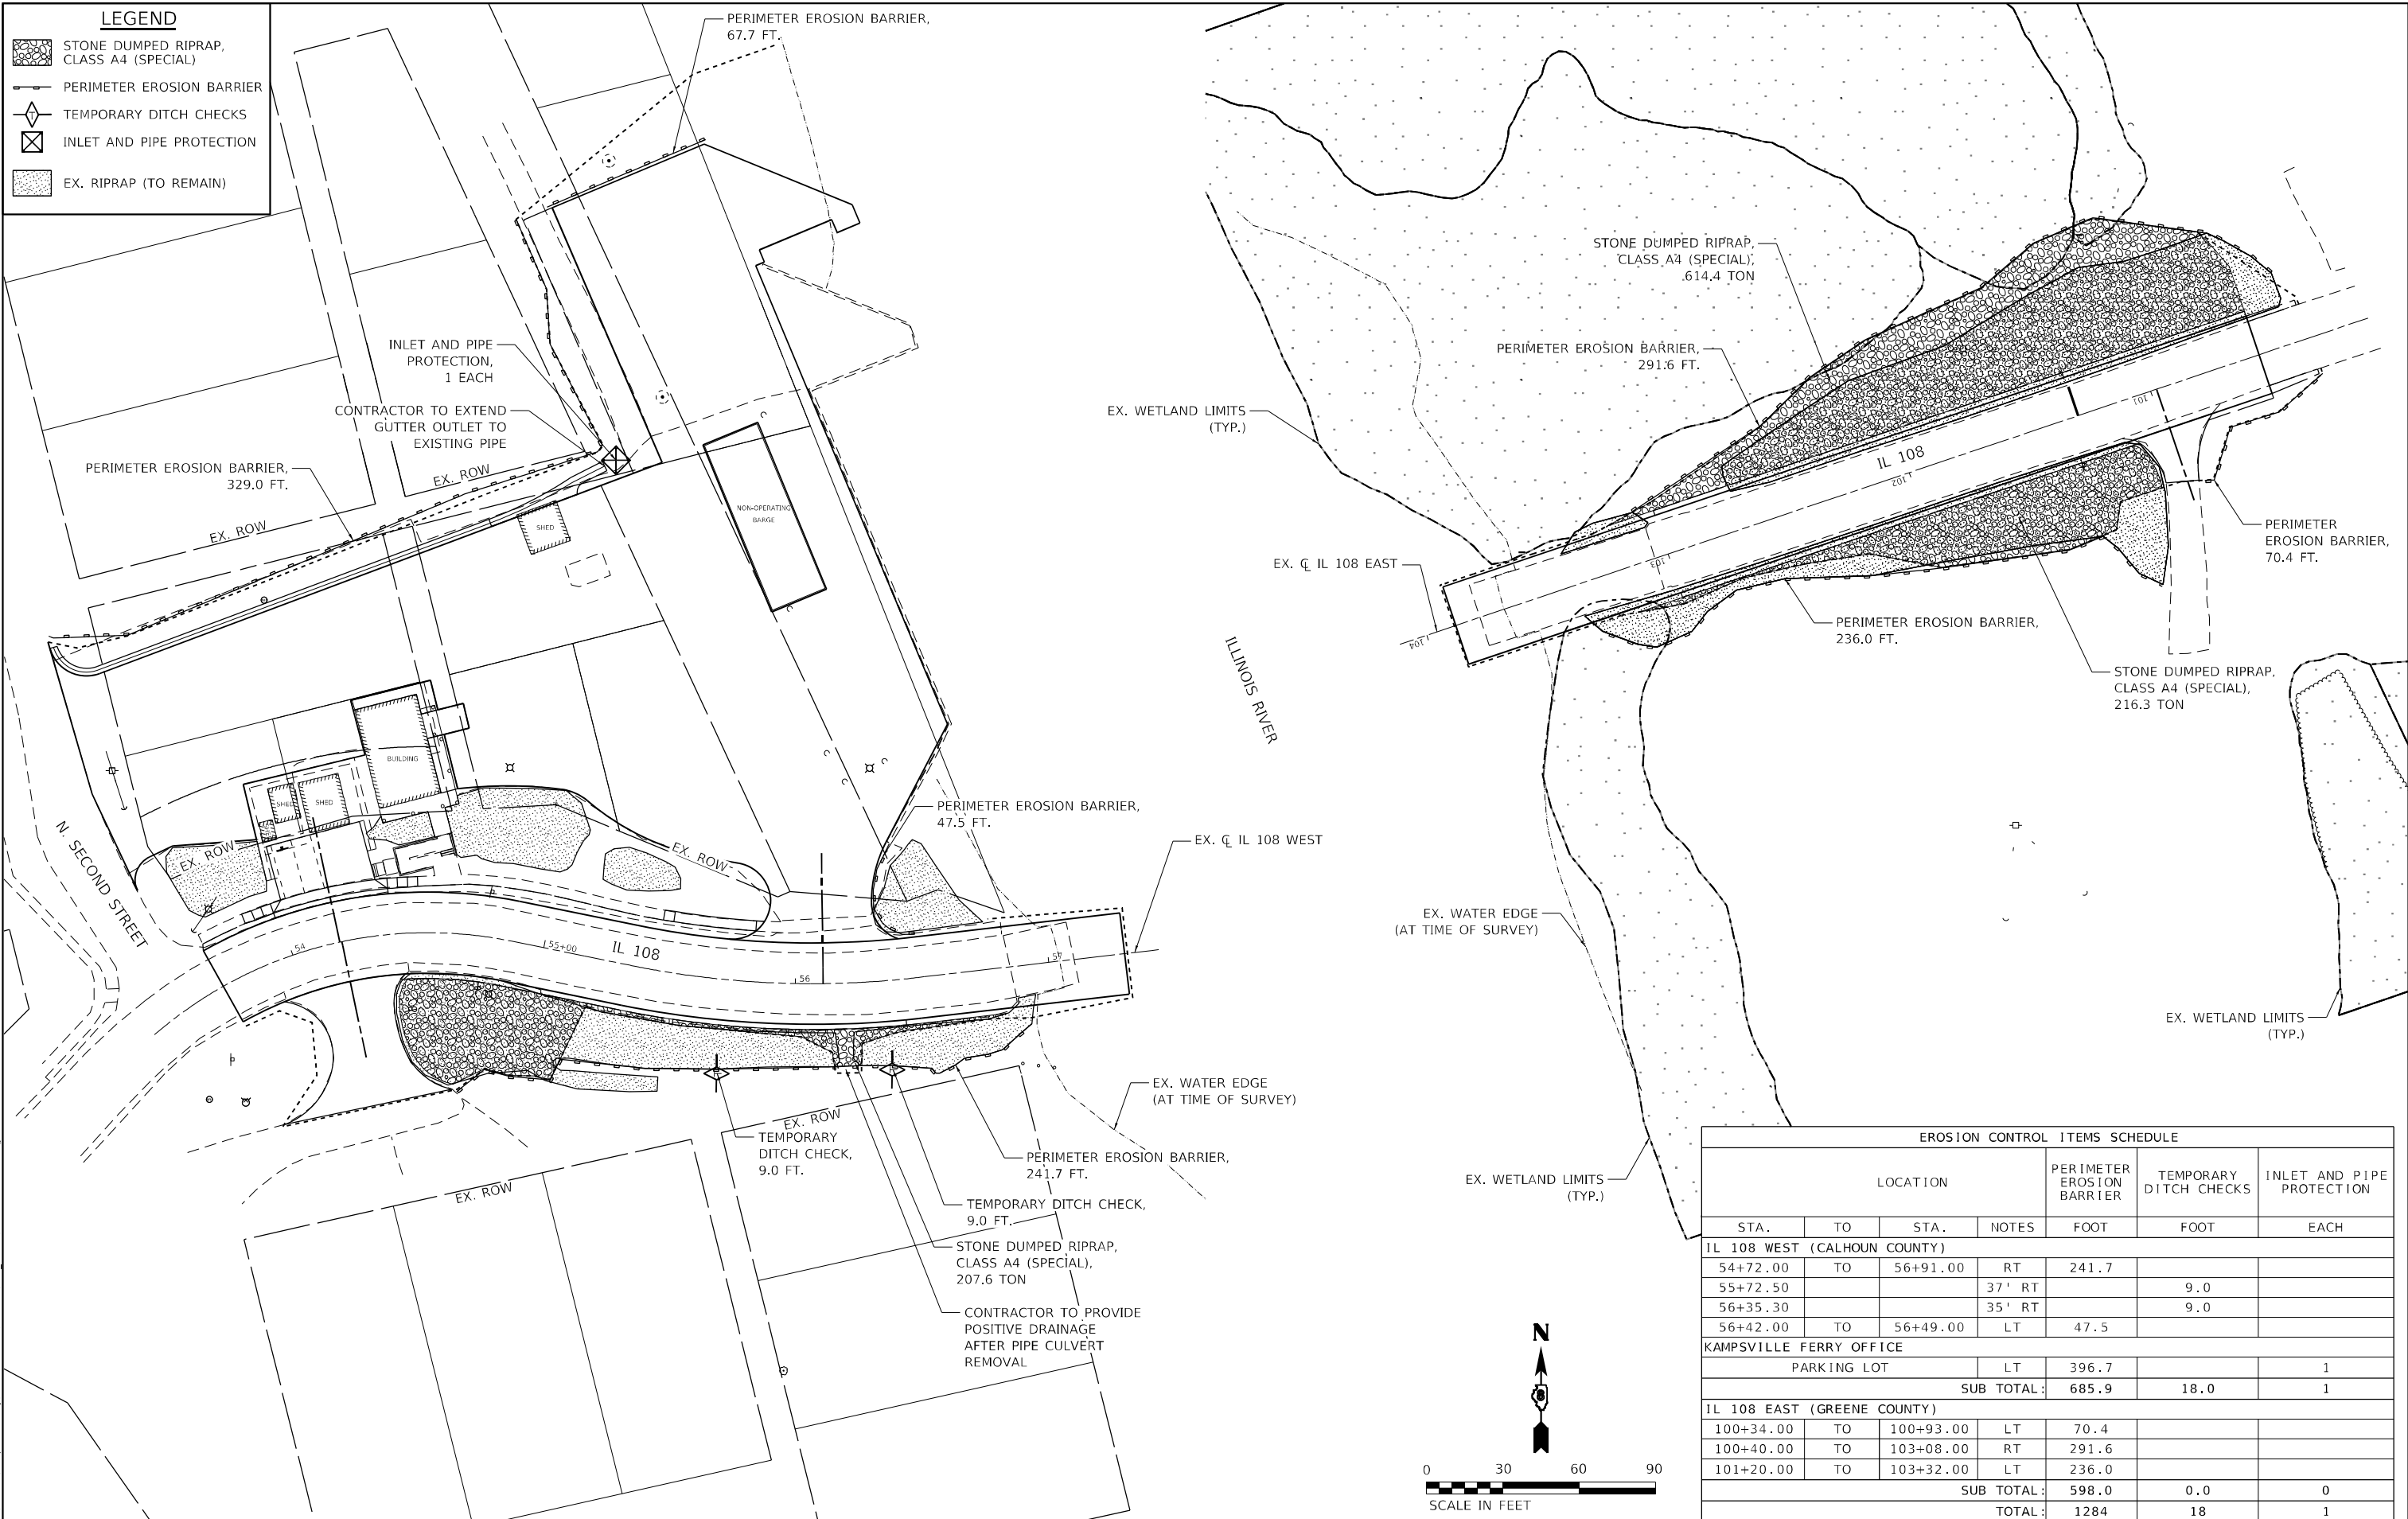 LEGEND
STONE DUMPED RIPRAP,
CLASS A4 (SPECIAL)
PERIMETER EROSION BARRIER
TEMPORARY DITCH CHECKS
INLET AND PIPE PROTECTION
EX. RIPRAP (TO REMAIN)
PERIMETER EROSION BARRIER,
67.7 FT.
INLET AND PIPE
PROTECTION,
1 EACH
CONTRACTOR TO EXTEND
GUTTER OUTLET TO
EXISTING PIPE
PERIMETER EROSION BARRIER,
329.0 FT.
EX. ROW
EX. ROW
SHED
NON-OPERATING
BARGE
BUILDING
SHED
SHED
EX. ROW
EX. ROW
N. SECOND STREET
PERIMETER EROSION BARRIER,
47.5 FT.
EX. ℄ IL 108 WEST
54
55+00
IL 108
56
57
EX. WATER EDGE
(AT TIME OF SURVEY)
EX. ROW
TEMPORARY
DITCH CHECK,
9.0 FT.
PERIMETER EROSION BARRIER,
241.7 FT.
EX. ROW
TEMPORARY DITCH CHECK,
9.0 FT.
STONE DUMPED RIPRAP,
CLASS A4 (SPECIAL),
207.6 TON
CONTRACTOR TO PROVIDE
POSITIVE DRAINAGE
AFTER PIPE CULVERT
REMOVAL
ILLINOIS RIVER
STONE DUMPED RIPRAP,
CLASS A4 (SPECIAL),
614.4 TON
PERIMETER EROSION BARRIER,
291.6 FT.
EX. WETLAND LIMITS
(TYP.)
EX. ℄ IL 108 EAST
101
IL 108
102
103
104
PERIMETER
EROSION BARRIER,
70.4 FT.
PERIMETER EROSION BARRIER,
236.0 FT.
STONE DUMPED RIPRAP,
CLASS A4 (SPECIAL),
216.3 TON
EX. WATER EDGE
(AT TIME OF SURVEY)
EX. WETLAND LIMITS
(TYP.)
EX. WETLAND LIMITS
(TYP.)
N
8
0 30 60 90
SCALE IN FEET
EROSION CONTROL ITEMS SCHEDULE
LOCATION PERIMETER EROSION BARRIER TEMPORARY DITCH CHECKS INLET AND PIPE PROTECTION
STA. TO STA. NOTES FOOT FOOT EACH
IL 108 WEST (CALHOUN COUNTY)
54+72.00 TO 56+91.00 RT 241.7
55+72.50 37' RT 9.0
56+35.30 35' RT 9.0
56+42.00 TO 56+49.00 LT 47.5
KAMPSVILLE FERRY OFFICE
PARKING LOT LT 396.7 1
SUB TOTAL: 685.9 18.0 1
IL 108 EAST (GREENE COUNTY)
100+34.00 TO 100+93.00 LT 70.4
100+40.00 TO 103+08.00 RT 291.6
101+20.00 TO 103+32.00 LT 236.0
SUB TOTAL: 598.0 0.0 0
TOTAL: 1284 18 1